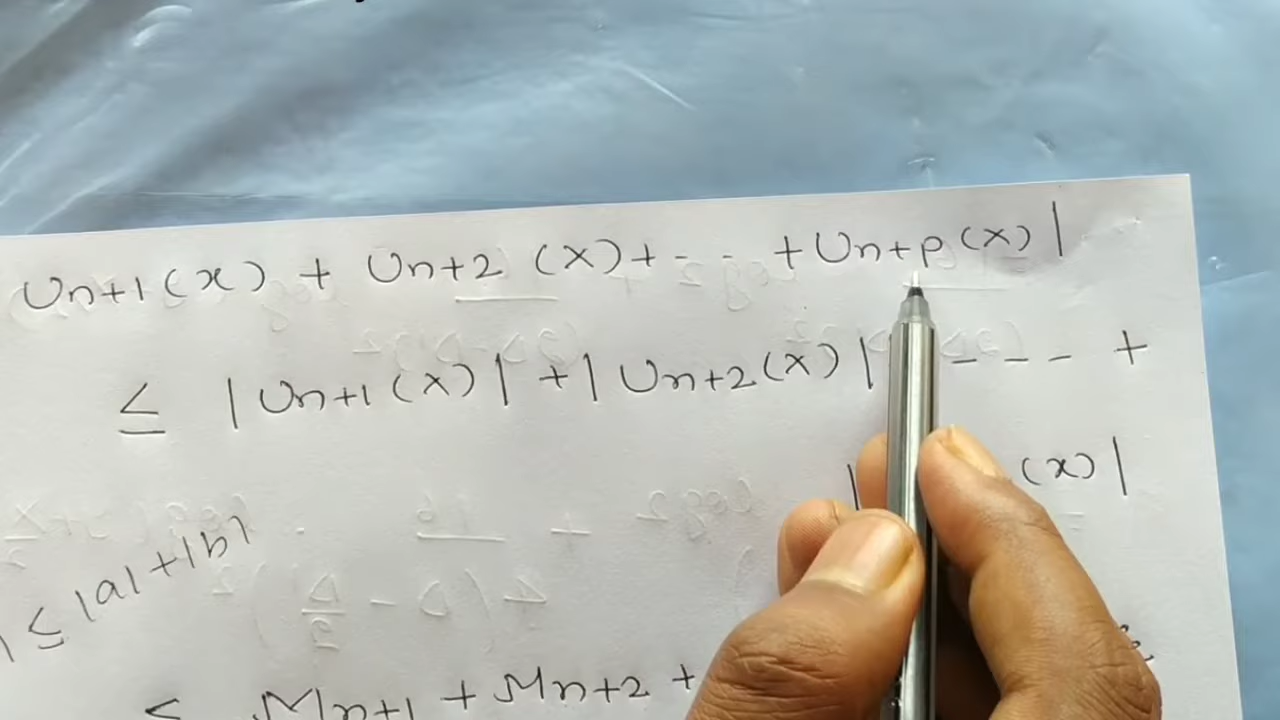 Un+1(x) + Un+2 (x)+ - - +Un+p(x)|
≤ |Un+1(x)|+|Un+2(x)| - - - +
| (x)|
| ≤ |a|+|b|
≤ Mn+1 + Mn+2 +